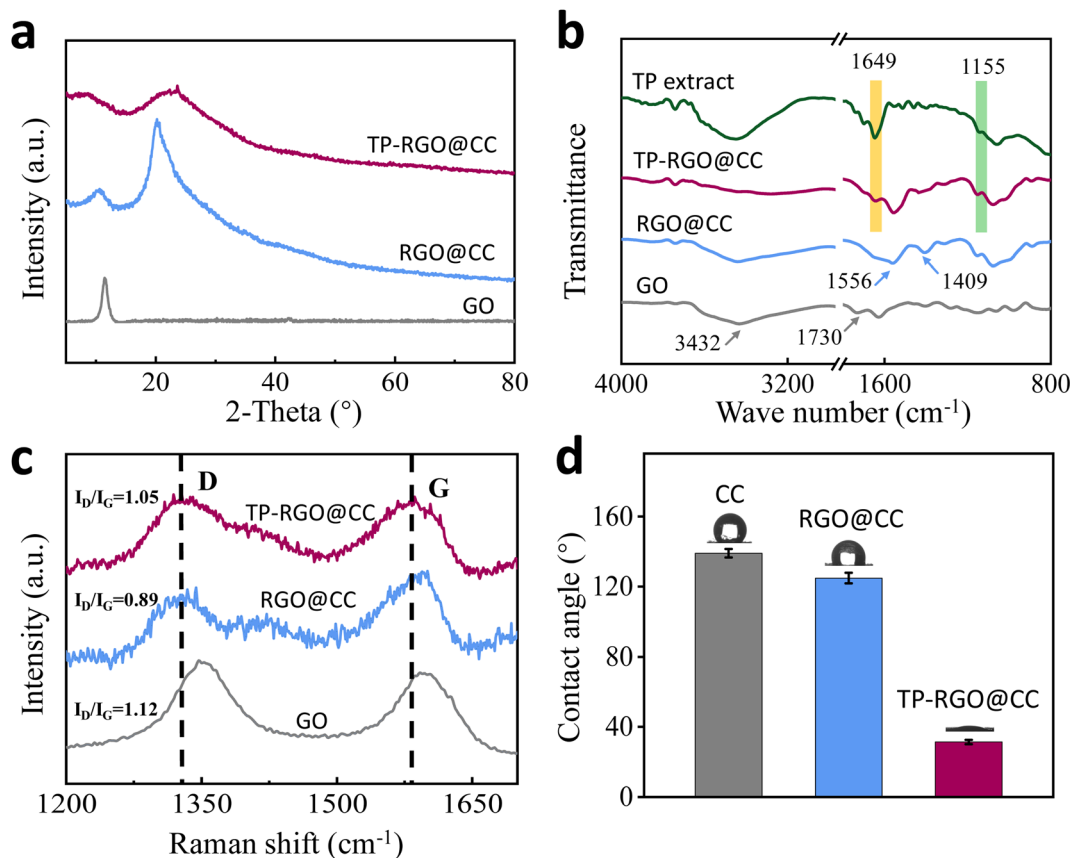 a
Intensity (a.u.)
TP-RGO@CC
RGO@CC
GO
20
40
60
80
2-Theta (°)
b
Transmittance
1649
1155
TP extract
TP-RGO@CC
RGO@CC
1556
1409
GO
3432
1730
4000
3200
1600
800
Wave number (cm⁻¹)
c
Intensity (a.u.)
D
G
I_D/I_G=1.05
TP-RGO@CC
I_D/I_G=0.89
RGO@CC
I_D/I_G=1.12
GO
1200
1350
1500
1650
Raman shift (cm⁻¹)
d
Contact angle (°)
160
120
80
40
0
CC
RGO@CC
TP-RGO@CC